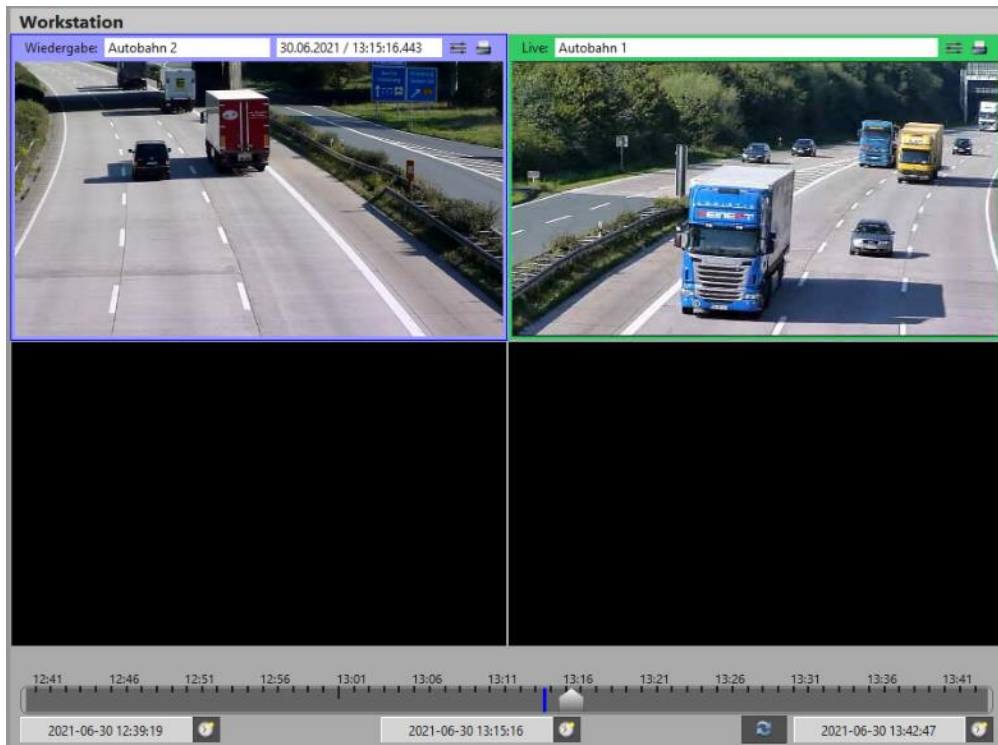 Workstation
Wiedergabe: Autobahn 2 30.06.2021 / 13:15:16.443
Live: Autobahn 1
12:41 12:46 12:51 12:56 13:01 13:06 13:11 13:16 13:21 13:26 13:31 13:36 13:41
2021-06-30 12:39:19 2021-06-30 13:15:16 2021-06-30 13:42:47